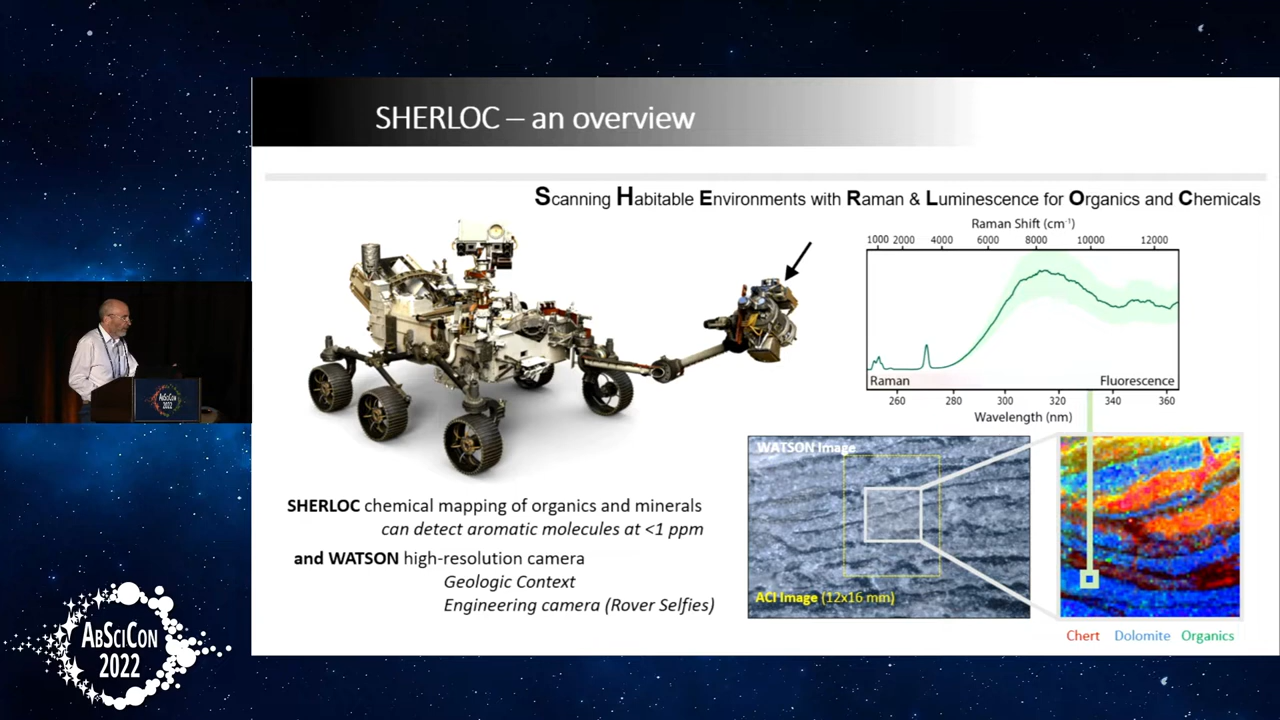 SHERLOC – an overview
Scanning Habitable Environments with Raman & Luminescence for Organics and Chemicals
Raman Shift (cm⁻¹)
1000 2000 4000 6000 8000 10000 12000
Raman Fluorescence
260 280 300 320 340 360
Wavelength (nm)
WATSON Image
ACI Image (12x16 mm)
Chert Dolomite Organics
SHERLOC chemical mapping of organics and minerals
can detect aromatic molecules at <1 ppm
and WATSON high-resolution camera
Geologic Context
Engineering camera (Rover Selfies)
ABSCICON
2022
ABSCICON
2022